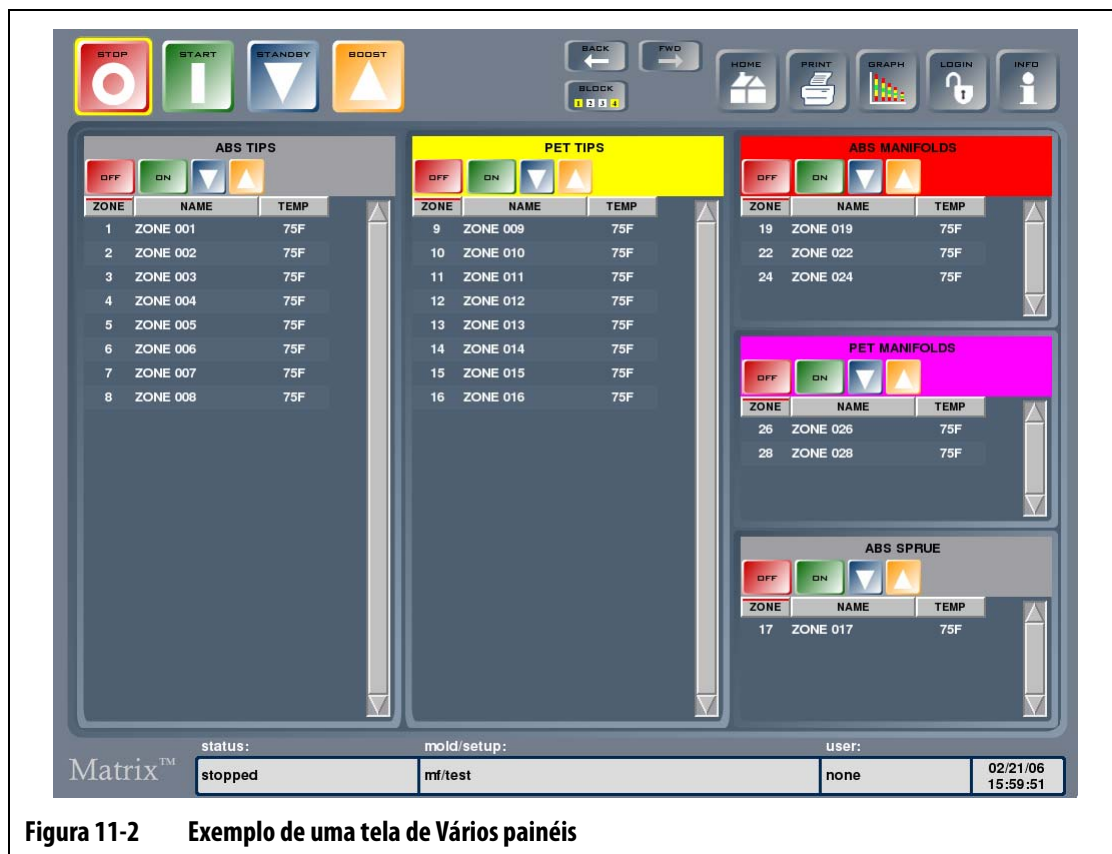 STOP START STANDBY BOOST BACK FWD HOME PRINT GRAPH LOGIN INFO
BLOCK
1 2 3 4
ABS TIPS
OFF ON
ZONE NAME TEMP
1 ZONE 001 75F
2 ZONE 002 75F
3 ZONE 003 75F
4 ZONE 004 75F
5 ZONE 005 75F
6 ZONE 006 75F
7 ZONE 007 75F
8 ZONE 008 75F
PET TIPS
OFF ON
ZONE NAME TEMP
9 ZONE 009 75F
10 ZONE 010 75F
11 ZONE 011 75F
12 ZONE 012 75F
13 ZONE 013 75F
14 ZONE 014 75F
15 ZONE 015 75F
16 ZONE 016 75F
ABS MANIFOLDS
OFF ON
ZONE NAME TEMP
19 ZONE 019 75F
22 ZONE 022 75F
24 ZONE 024 75F
PET MANIFOLDS
OFF ON
ZONE NAME TEMP
26 ZONE 026 75F
28 ZONE 028 75F
ABS SPRUE
OFF ON
ZONE NAME TEMP
17 ZONE 017 75F
Matrix™
status: mold/setup: user:
stopped mf/test none 02/21/06
15:59:51
Figura 11-2 Exemplo de uma tela de Vários painéis